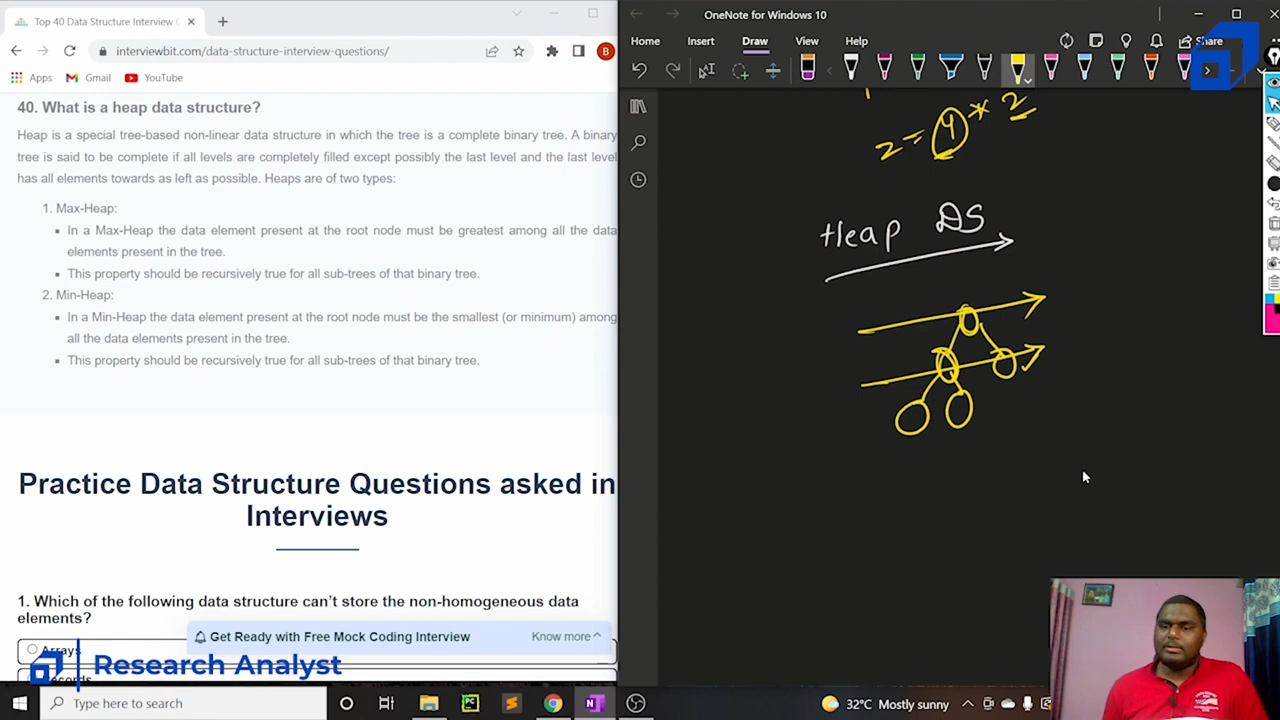 Top 40 Data Structure Interview
interviewbit.com/data-structure-interview-questions/
B
Apps Gmail YouTube
40. What is a heap data structure?
Heap is a special tree-based non-linear data structure in which the tree is a complete binary tree. A binary
tree is said to be complete if all levels are completely filled except possibly the last level and the last level
has all elements towards as left as possible. Heaps are of two types:
1. Max-Heap:
▪ In a Max-Heap the data element present at the root node must be greatest among all the data
elements present in the tree.
▪ This property should be recursively true for all sub-trees of that binary tree.
2. Min-Heap:
▪ In a Min-Heap the data element present at the root node must be the smallest (or minimum) among
all the data elements present in the tree.
▪ This property should be recursively true for all sub-trees of that binary tree.
Practice Data Structure Questions asked in
Interviews
1. Which of the following data structure can't store the non-homogeneous data
elements?
Get Ready with Free Mock Coding Interview Know more
Arrays
Research Analyst
Records
Type here to search
OneNote for Windows 10
Home Insert Draw View Help
Share
2 = 4 * 2
Heap DS
32°C Mostly sunny